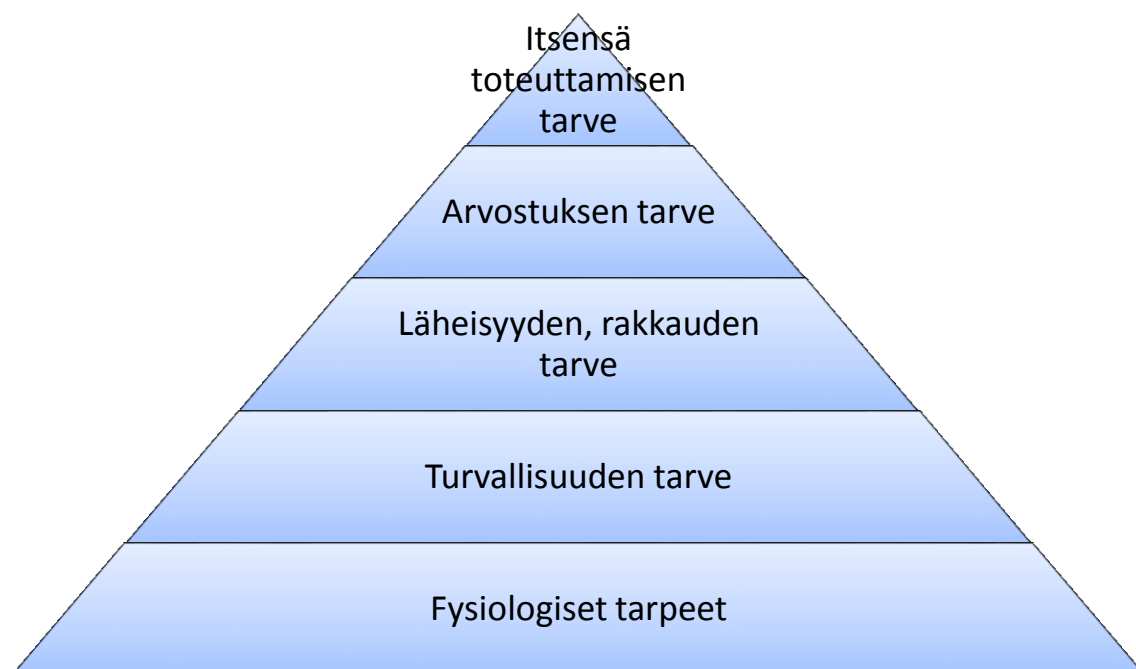 Itsensä
toteuttamisen
tarve
Arvostuksen tarve
Läheisyyden, rakkauden
tarve
Turvallisuuden tarve
Fysiologiset tarpeet